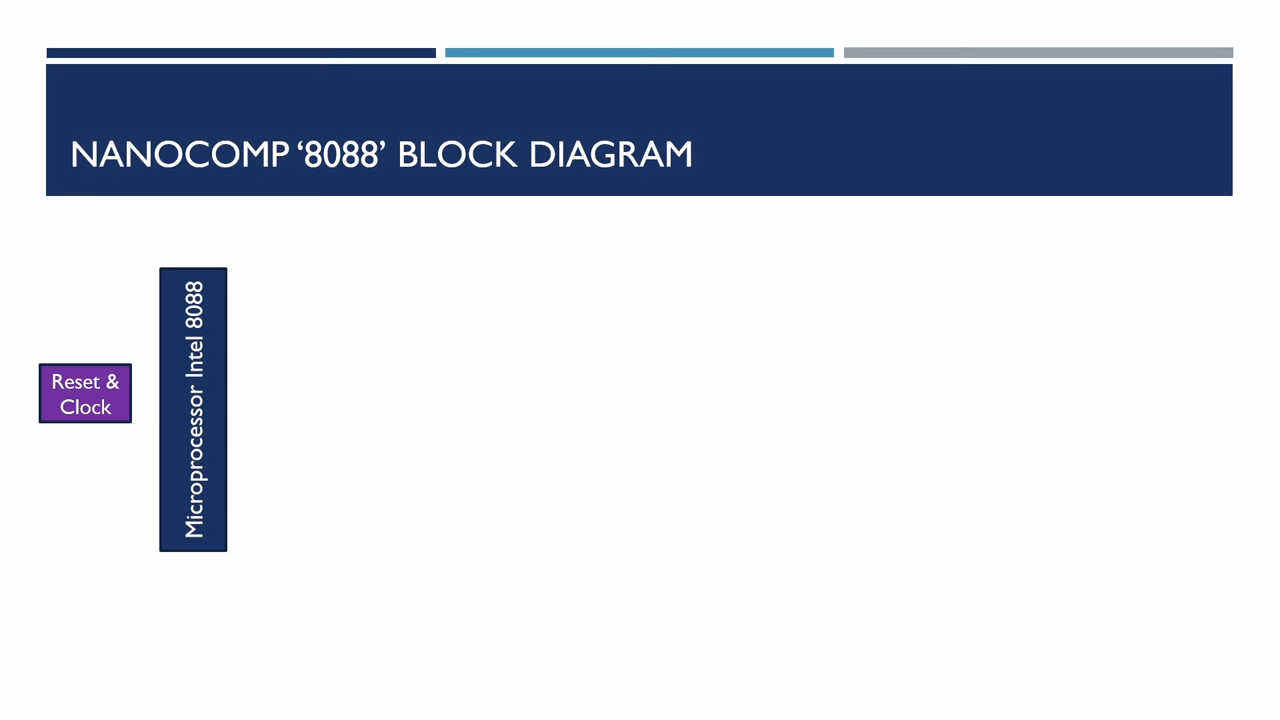 NANOCOMP ‘8088’ BLOCK DIAGRAM
Reset &
Clock
Microprocessor Intel 8088